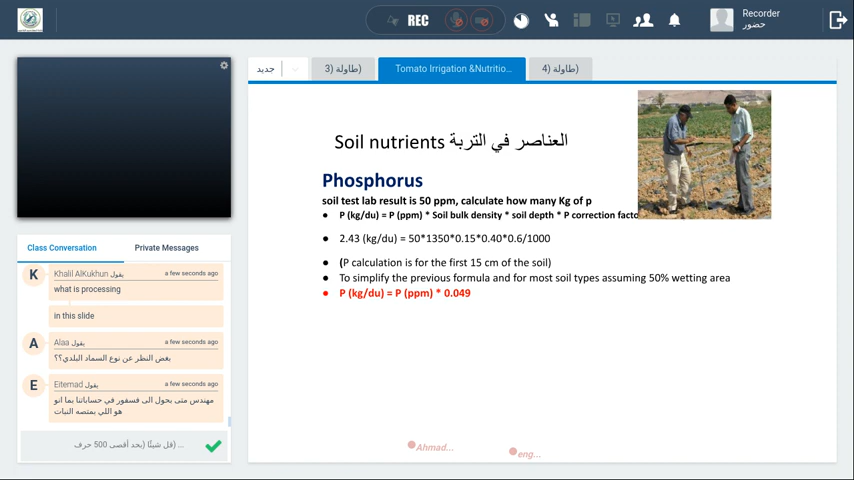 REC
Recorder
حضور
جديد
(طاولة (3
Tomato Irrigation &Nutritio...
(طاولة (4
Soil nutrients العناصر في التربة
Phosphorus
soil test lab result is 50 ppm, calculate how many Kg of p
● P (kg/du) = P (ppm) * Soil bulk density * soil depth * P correction facto
● 2.43 (kg/du) = 50*1350*0.15*0.40*0.6/1000
● (P calculation is for the first 15 cm of the soil)
● To simplify the previous formula and for most soil types assuming 50% wetting area
● P (kg/du) = P (ppm) * 0.049
Ahmad...
eng...
Class Conversation
Private Messages
K
Khalil AlKukhun يقول
a few seconds ago
what is processing
in this slide
A
Alaa يقول
a few seconds ago
بغض النظر عن نوع السماد البلدي؟؟
E
Eitemad يقول
a few seconds ago
مهندس متى بحول الى فسفور في حساباتنا بما انو
هو اللي بمتصه النبات
... (قل شيئًا (بحد أقصى 500 حرف